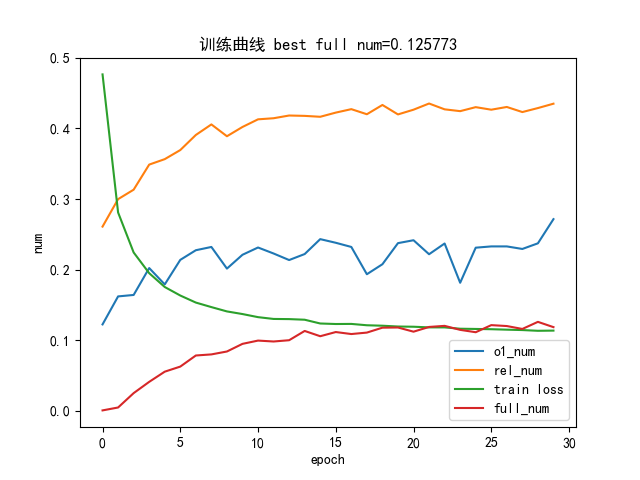 训练曲线 best full num=0.125773
0.5
0.4
0.3
0.2
0.1
0.0
num
0 5 10 15 20 25 30
epoch
o1_num
rel_num
train loss
full_num